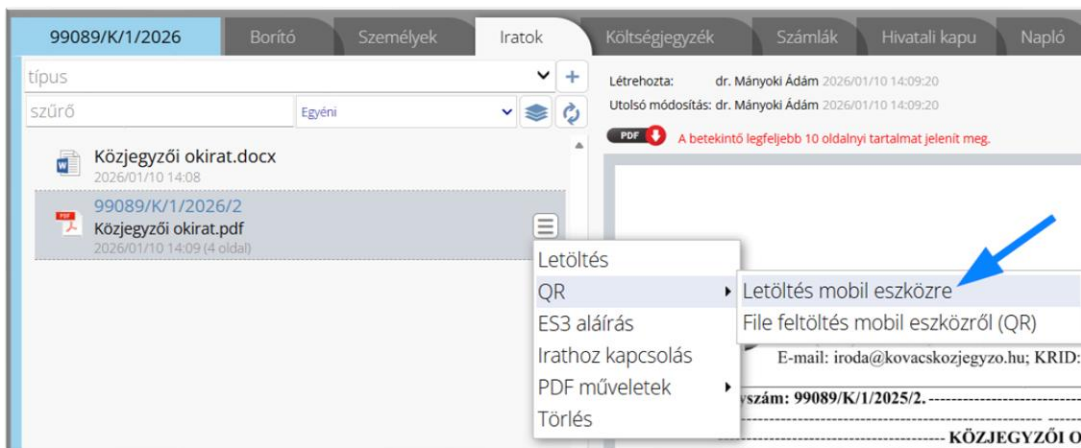 99089/K/1/2026 Borító Személyek Iratok Költségjegyzék Számlák Hivatali kapu Napló
típus
szűrő Egyéni
Közjegyzői okirat.docx
2026/01/10 14:08
99089/K/1/2026/2
Közjegyzői okirat.pdf
2026/01/10 14:09 (4 oldal)
Létrehozta: dr. Mányoki Ádám 2026/01/10 14:09:20
Utolsó módosítás: dr. Mányoki Ádám 2026/01/10 14:09:20
PDF A betekintő legfeljebb 10 oldalnyi tartalmat jelenít meg.
Letöltés
QR
ES3 aláírás
Irathoz kapcsolás
PDF műveletek
Törlés
Letöltés mobil eszközre
File feltöltés mobil eszközről (QR)
E-mail: iroda@kovacskozjegyzo.hu; KRID:
yszám: 99089/K/1/2025/2.
KÖZJEGYZŐI O